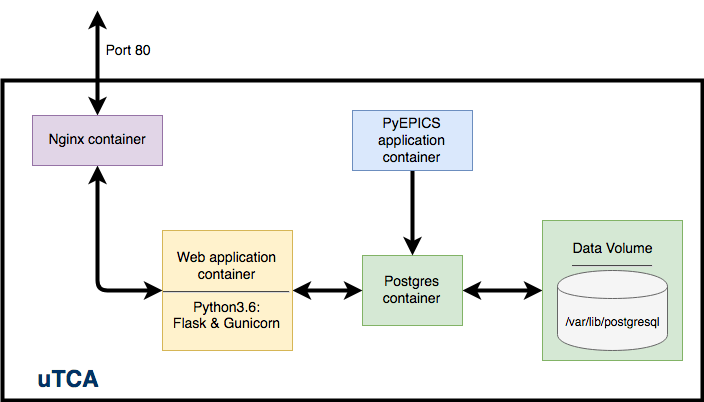 Port 80
Nginx container
PyEPICS
application
container
Web application
container
Python3.6:
Flask & Gunicorn
Postgres
container
Data Volume
/var/lib/postgresql
uTCA